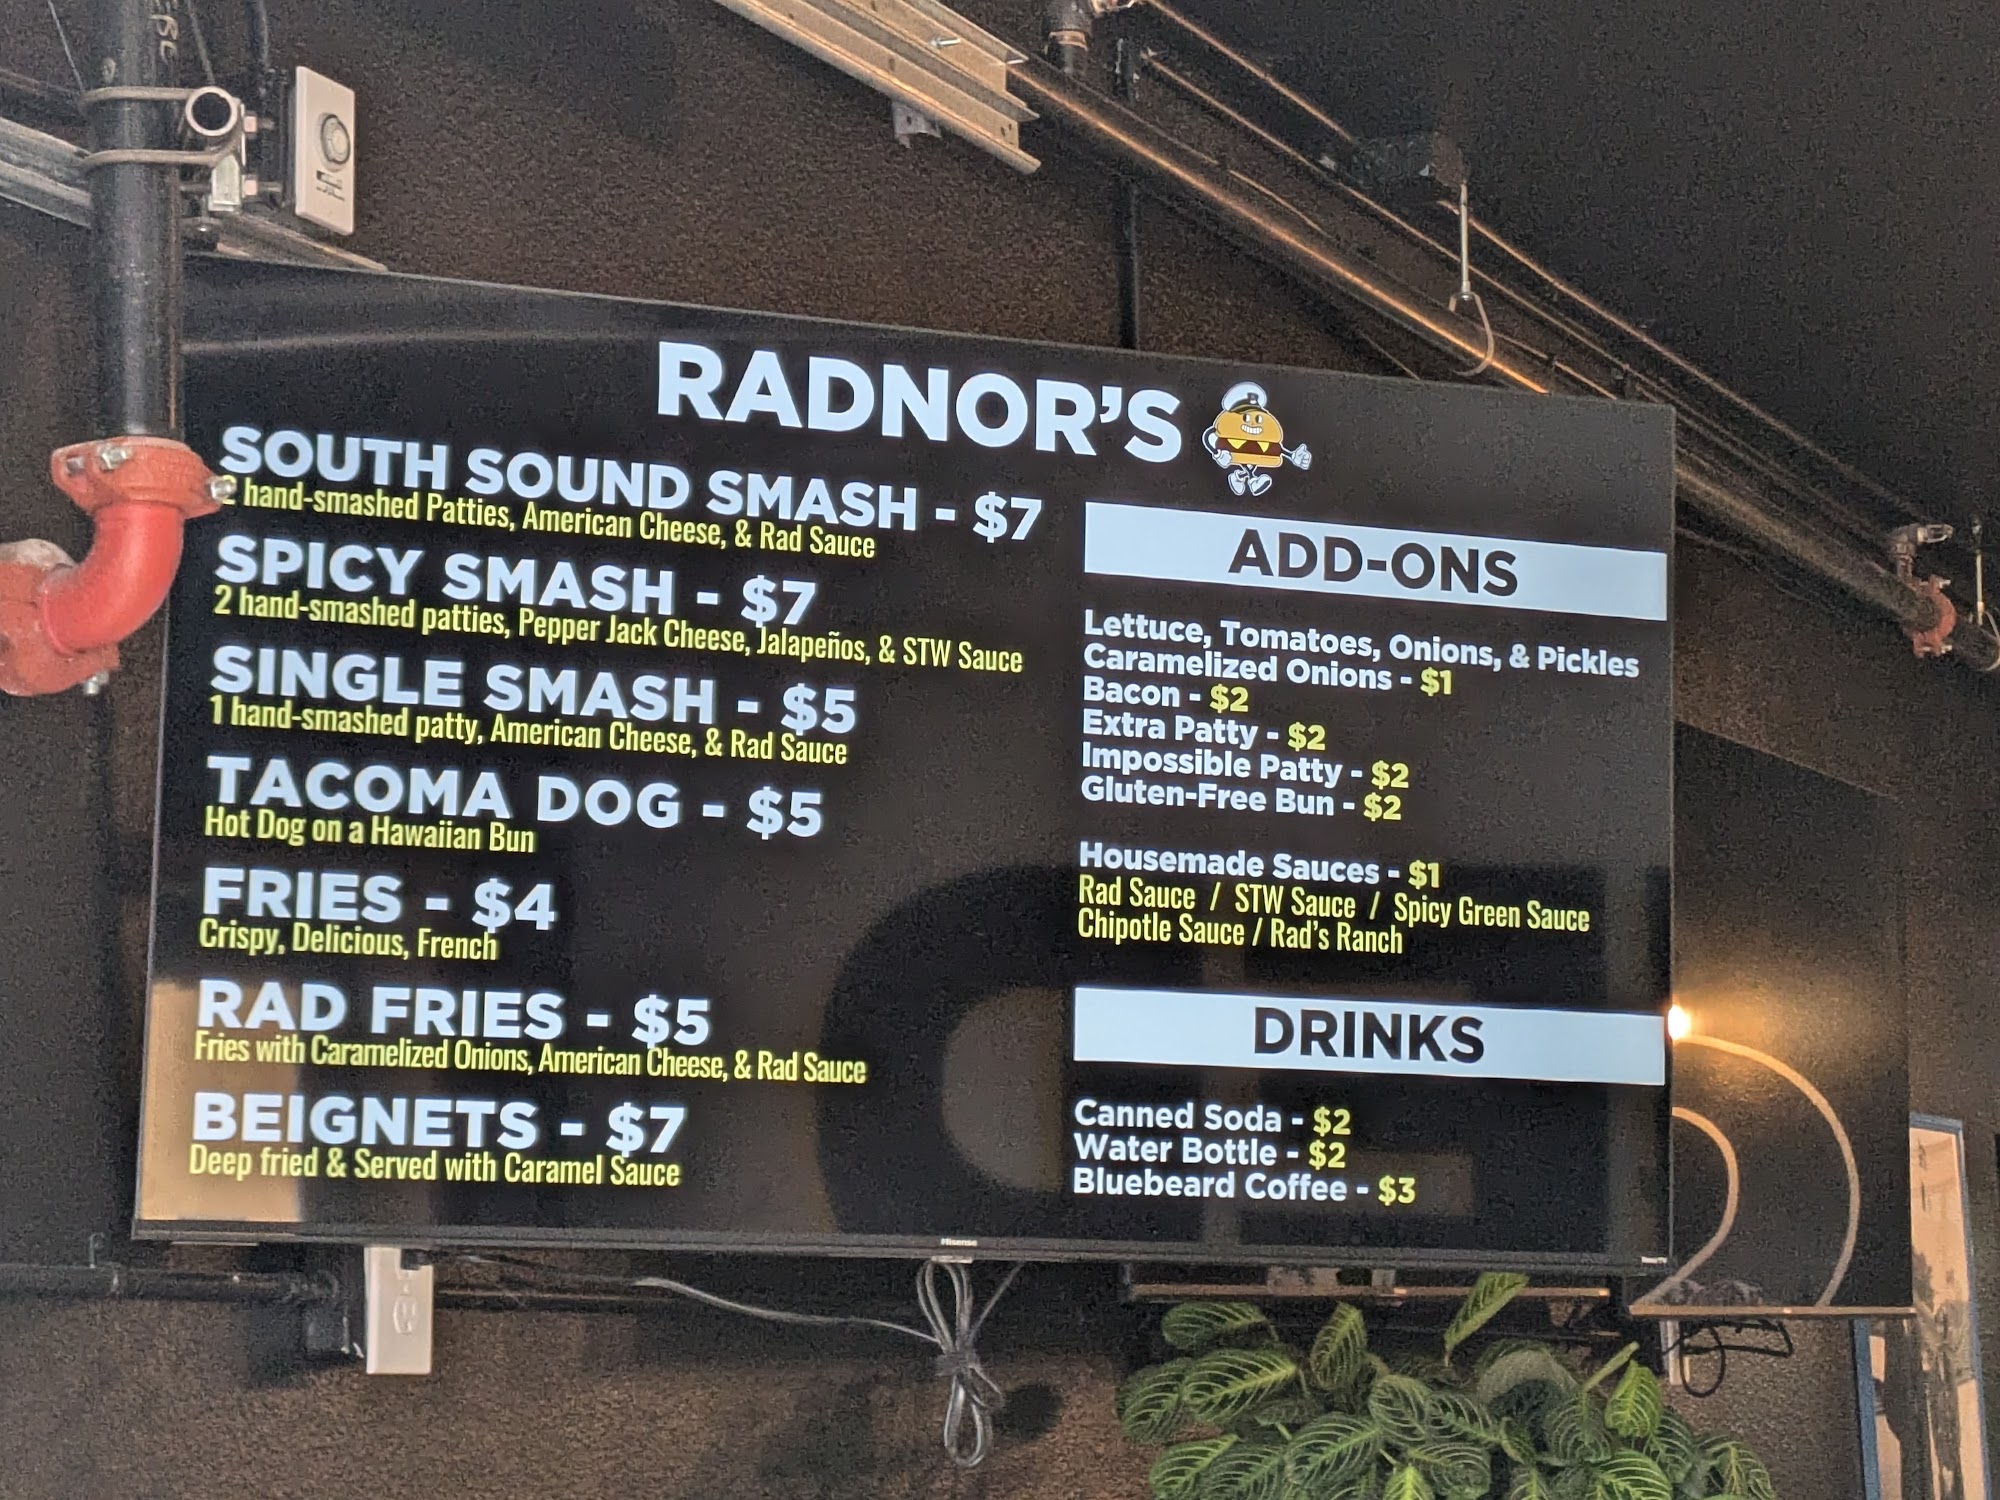 RADNOR'S
SOUTH SOUND SMASH - $7
2 hand-smashed Patties, American Cheese, & Rad Sauce
SPICY SMASH - $7
2 hand-smashed patties, Pepper Jack Cheese, Jalapeños, & STW Sauce
SINGLE SMASH - $5
1 hand-smashed patty, American Cheese, & Rad Sauce
TACOMA DOG - $5
Hot Dog on a Hawaiian Bun
FRIES - $4
Crispy, Delicious, French
RAD FRIES - $5
Fries with Caramelized Onions, American Cheese, & Rad Sauce
BEIGNETS - $7
Deep fried & Served with Caramel Sauce
ADD-ONS
Lettuce, Tomatoes, Onions, & Pickles
Caramelized Onions - $1
Bacon - $2
Extra Patty - $2
Impossible Patty - $2
Gluten-Free Bun - $2
Housemade Sauces - $1
Rad Sauce / STW Sauce / Spicy Green Sauce
Chipotle Sauce / Rad's Ranch
DRINKS
Canned Soda - $2
Water Bottle - $2
Bluebeard Coffee - $3
Hisense